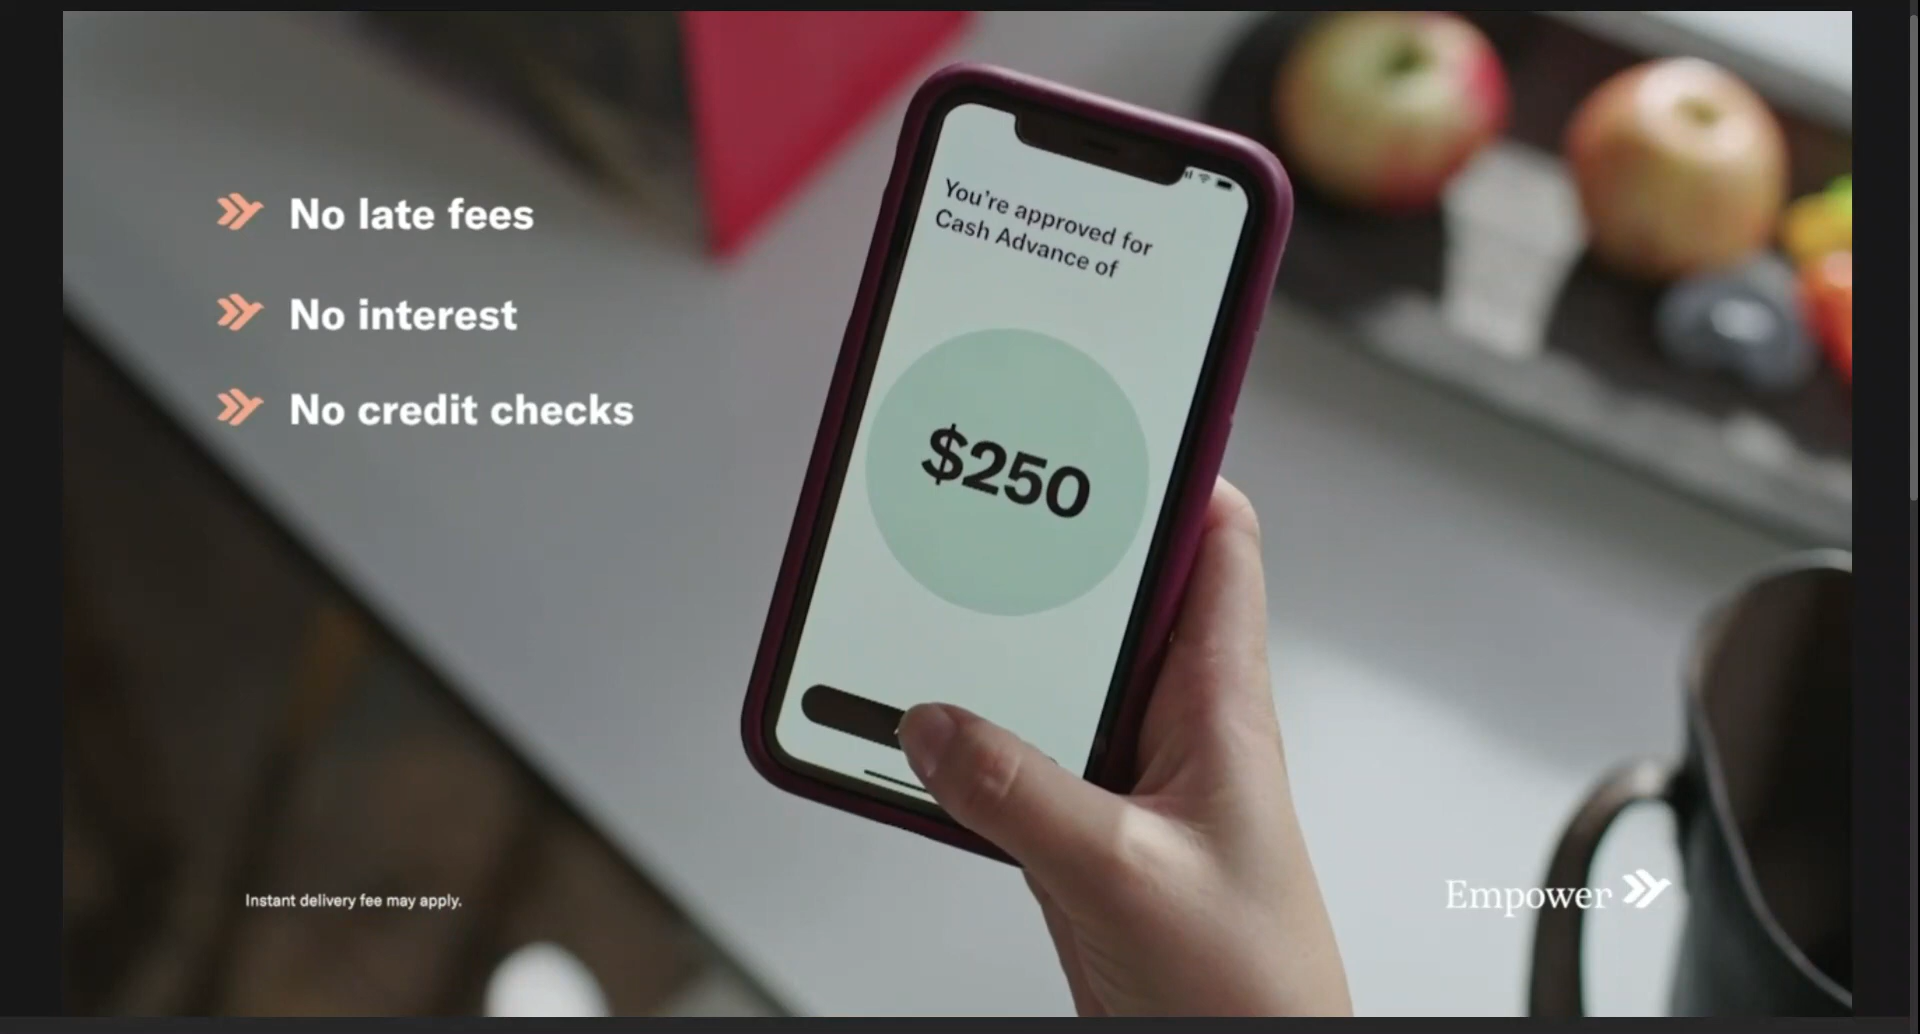 No late fees
No interest
No credit checks
You're approved for
Cash Advance of
$250
Instant delivery fee may apply.
Empower